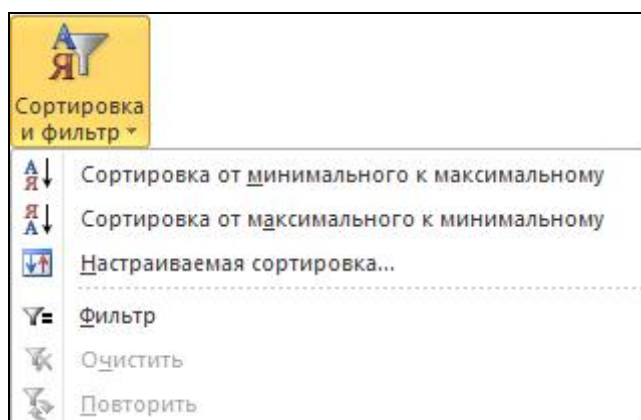 Сортировка
и фильтр
Сортировка от минимального к максимальному
Сортировка от максимального к минимальному
Настраиваемая сортировка...
Фильтр
Очистить
Повторить